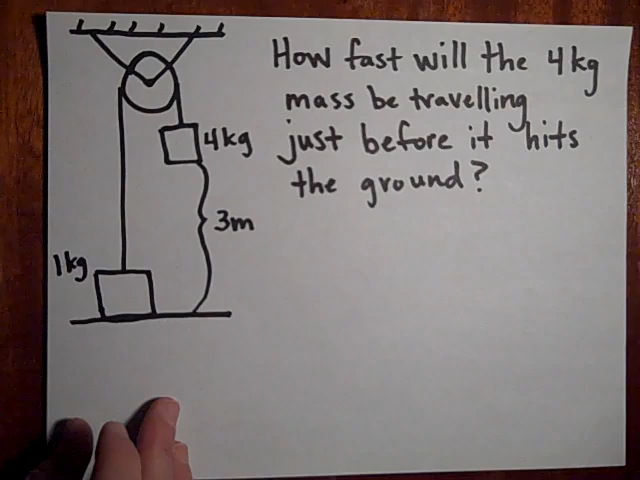 How fast will the 4kg
mass be travelling
just before it hits
the ground?
4kg
3m
1kg